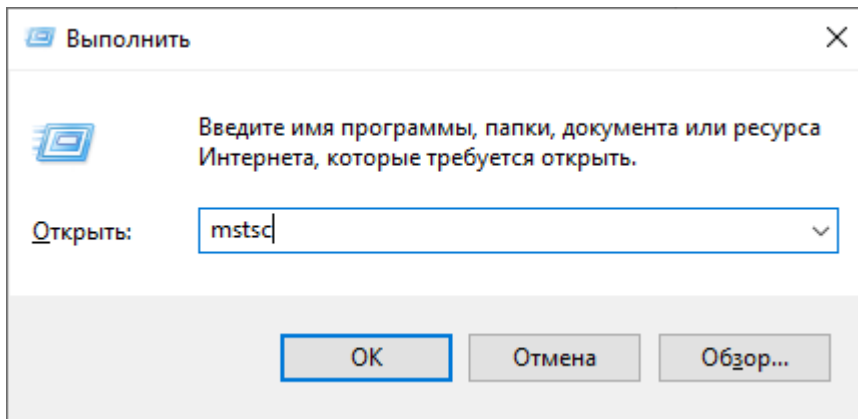 Выполнить
Введите имя программы, папки, документа или ресурса
Интернета, которые требуется открыть.
Открыть: mstsc
OK Отмена Обзор...